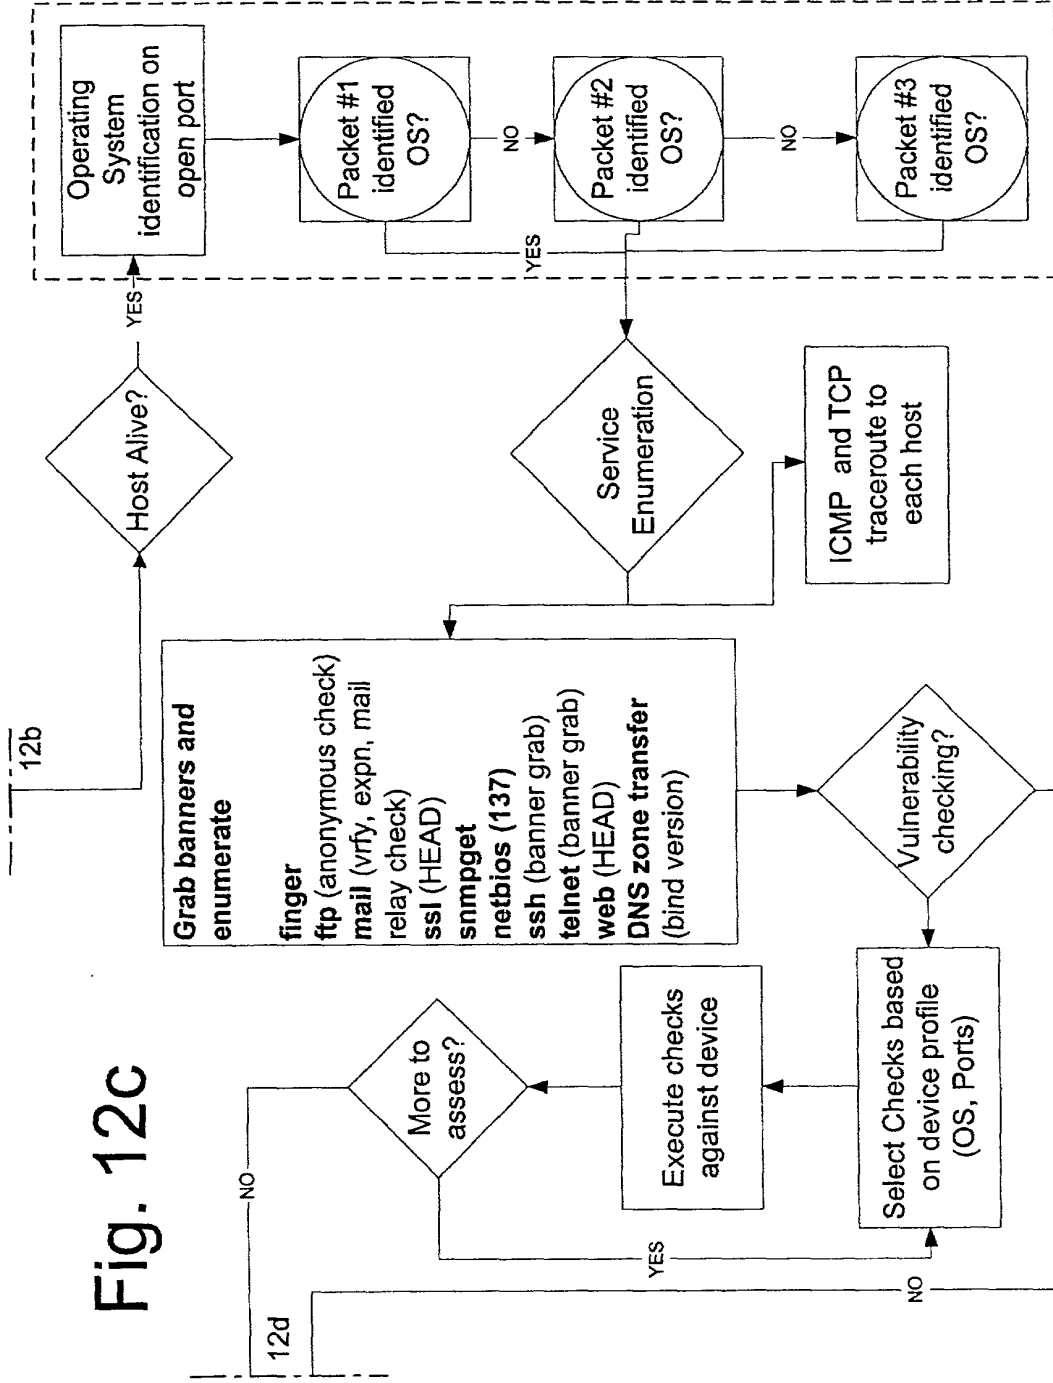 Fig. 12c
12b
Host Alive?
YES
Operating
System
identification on
open port
Packet #1
identified
OS?
NO
Packet #2
identified
OS?
NO
Packet #3
identified
OS?
YES
Service
Enumeration
ICMP and TCP
traceroute to
each host
Grab banners and
enumerate
finger
ftp (anonymous check)
mail (vrfy, expn, mail
relay check)
ssl (HEAD)
snmpget
netbios (137)
ssh (banner grab)
telnet (banner grab)
web (HEAD)
DNS zone transfer
(bind version)
Vulnerability
checking?
Select Checks based
on device profile
(OS, Ports)
Execute checks
against device
More to
assess?
YES
NO
12d
NO